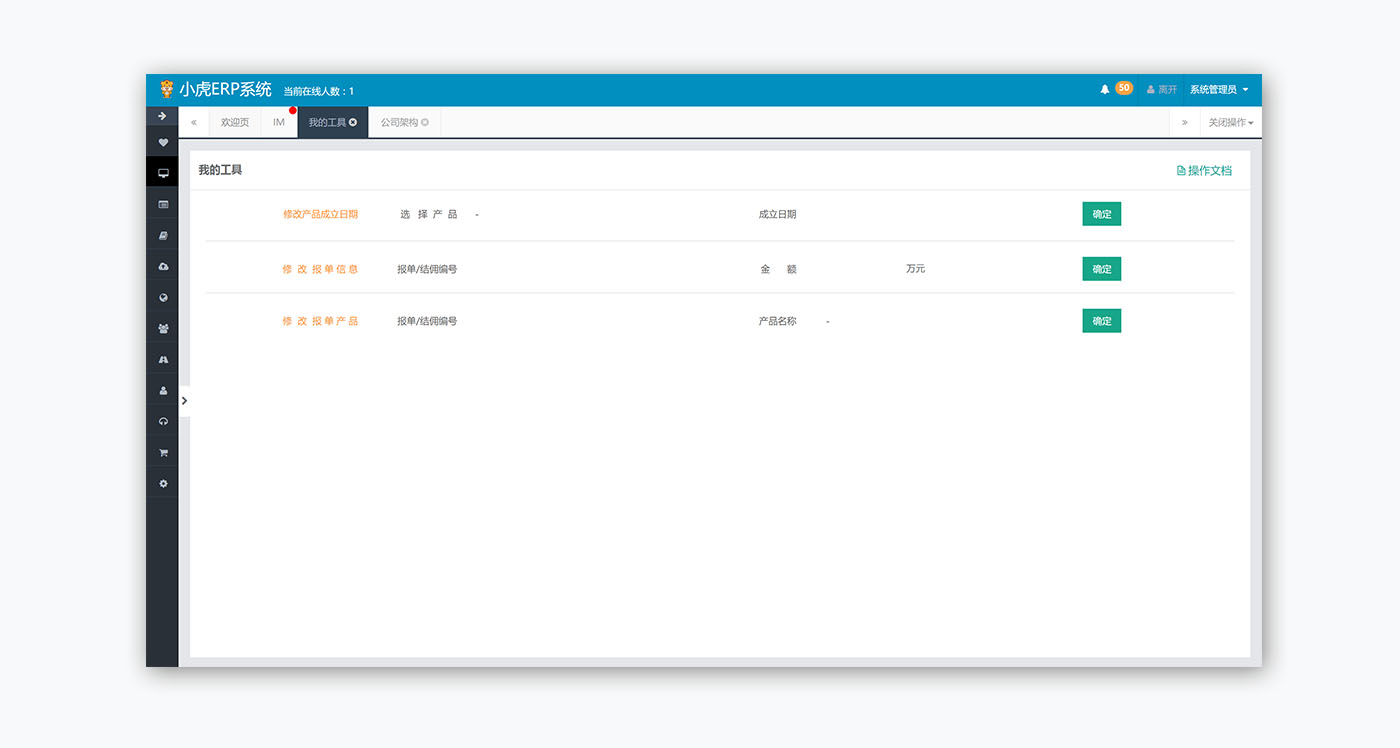 小虎ERP系统 当前在线人数：1 50 离开 系统管理员
« 欢迎页 IM 我的工具 公司架构 » 关闭操作
我的工具 操作文档
修改产品成立日期 选择产品 - 成立日期 确定
修改报单信息 报单/结佣编号 金额 万元 确定
修改报单产品 报单/结佣编号 产品名称 - 确定